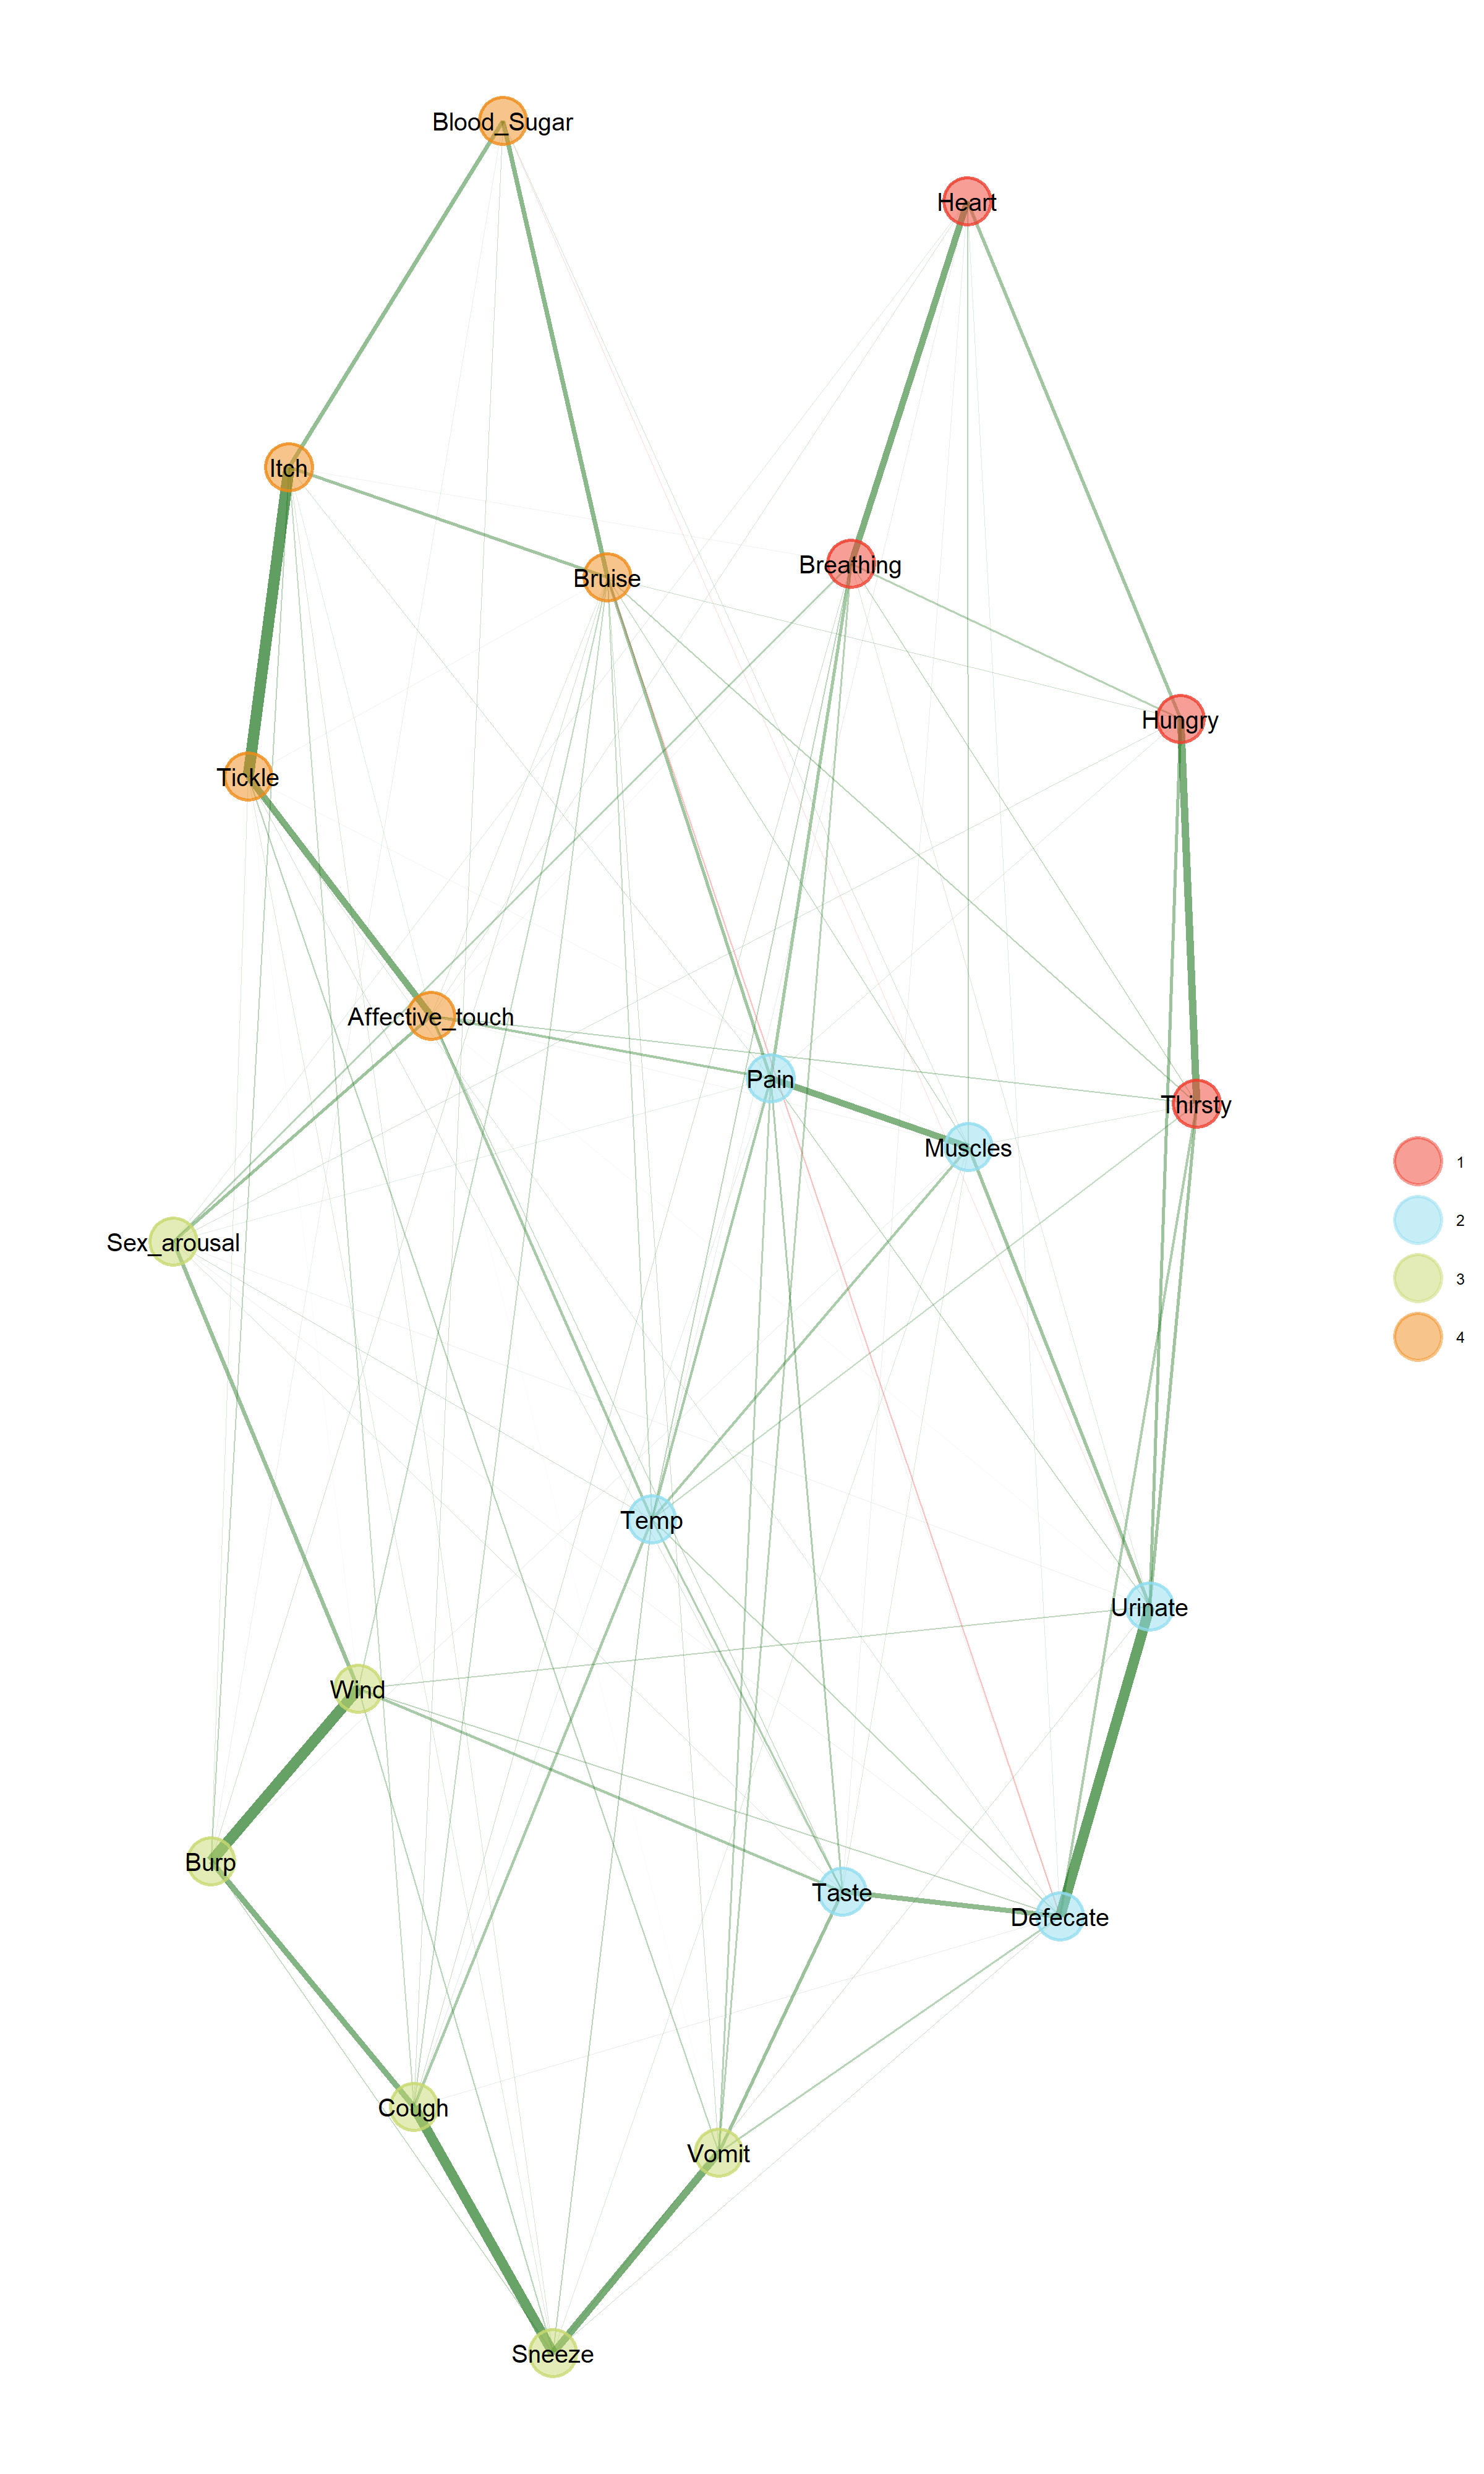 Blood_Sugar
Heart
Itch
Breathing
Bruise
Hungry
Tickle
Affective_touch
Pain
Thirsty
Muscles
1
2
Sex_arousal
3
4
Temp
Urinate
Wind
Burp
Taste
Defecate
Cough
Vomit
Sneeze